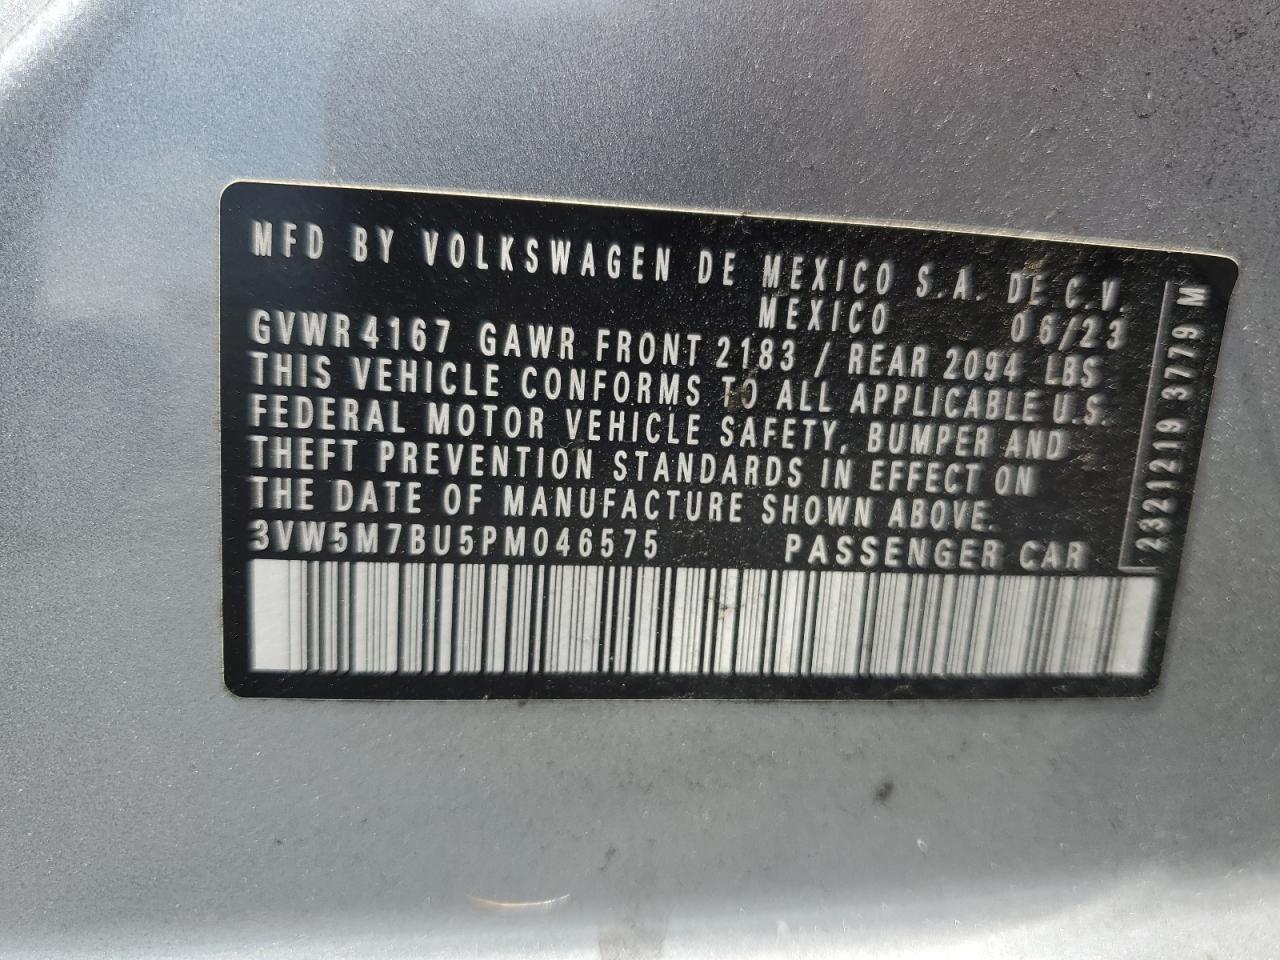 MFD BY VOLKSWAGEN DE MEXICO S.A. DE C.V.
MEXICO 06/23
GVWR 4167 GAWR FRONT 2183 / REAR 2094 LBS
THIS VEHICLE CONFORMS TO ALL APPLICABLE U.S.
FEDERAL MOTOR VEHICLE SAFETY, BUMPER AND
THEFT PREVENTION STANDARDS IN EFFECT ON
THE DATE OF MANUFACTURE SHOWN ABOVE.
3VW5M7BU5PM046575 PASSENGER CAR
2321219 3779 M